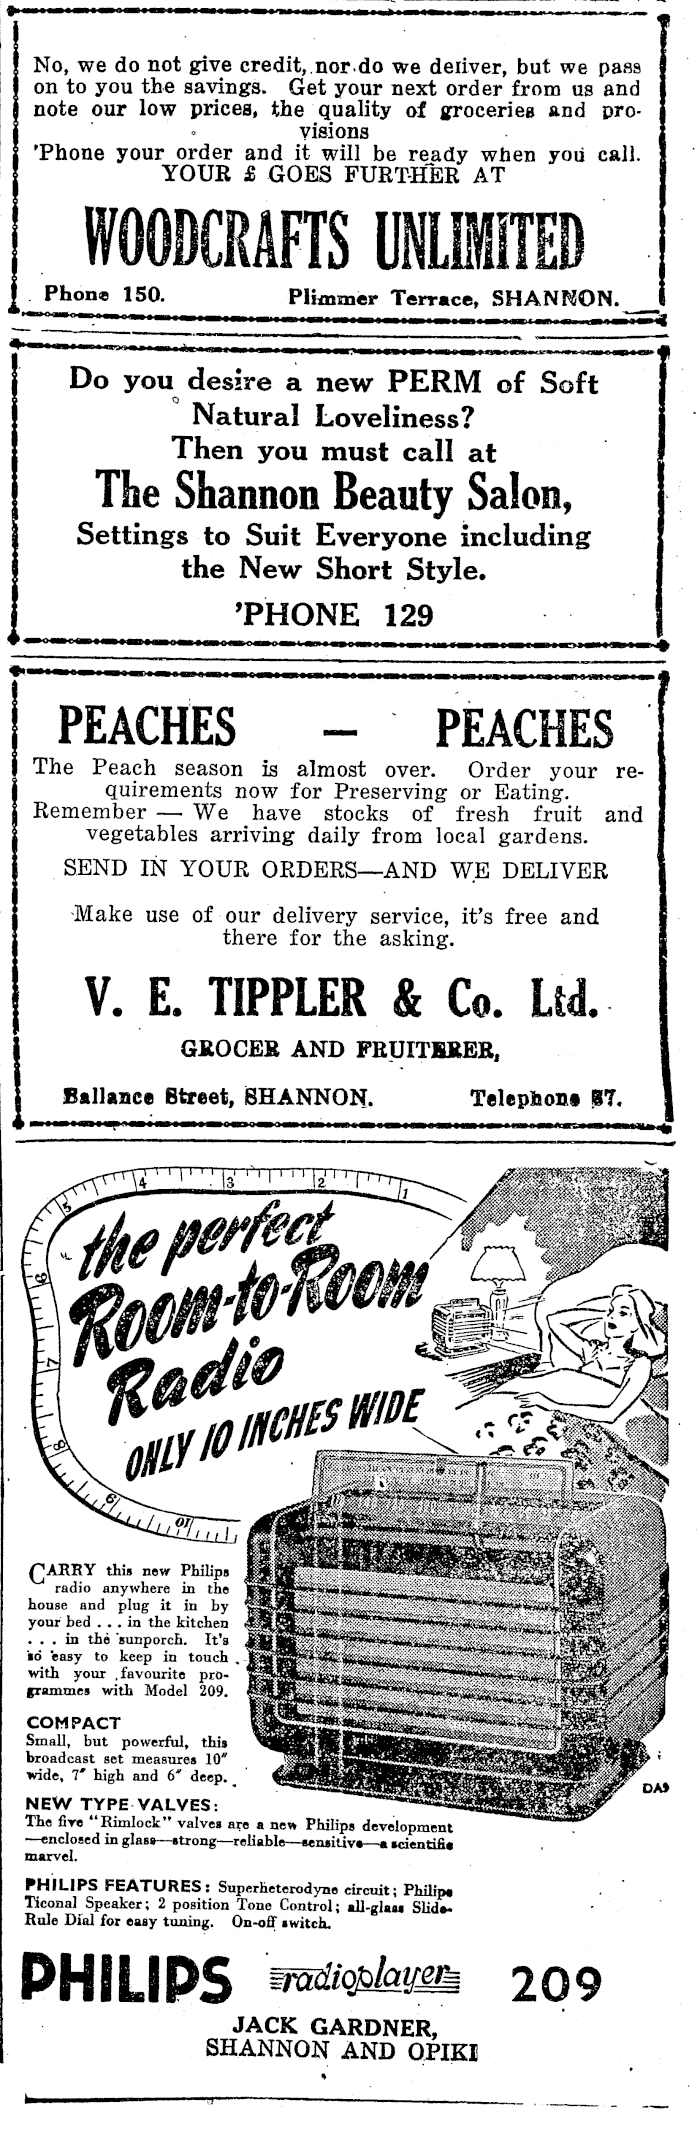 No, we do not give credit, nor do we deliver, but we pass
on to you the savings. Get your next order from us and
note our low prices, the quality of groceries and pro-
visions
'Phone your order and it will be ready when you call.
YOUR £ GOES FURTHER AT
WOODCRAFTS UNLIMITED
Phone 150. Plimmer Terrace, SHANNON.
Do you desire a new PERM of Soft
Natural Loveliness?
Then you must call at
The Shannon Beauty Salon,
Settings to Suit Everyone including
the New Short Style.
'PHONE 129
PEACHES — PEACHES
The Peach season is almost over. Order your re-
quirements now for Preserving or Eating.
Remember — We have stocks of fresh fruit and
vegetables arriving daily from local gardens.
SEND IN YOUR ORDERS—AND WE DELIVER
Make use of our delivery service, it's free and
there for the asking.
V. E. TIPPLER & Co. Ltd.
GROCER AND FRUITERER,
Ballance Street, SHANNON. Telephone 37.
1
2
3
4
5
6
7
8
9
10
the perfect
Room-to-Room
Radio
ONLY 10 INCHES WIDE
CARRY this new Philips
radio anywhere in the
house and plug it in by
your bed . . . in the kitchen
. . . in the sunporch. It's
so easy to keep in touch
with your favourite pro-
grammes with Model 209.
COMPACT
Small, but powerful, this
broadcast set measures 10″
wide, 7″ high and 6″ deep.
NEW TYPE VALVES:
The five "Rimlock" valves are a new Philips development
—enclosed in glass—strong—reliable—sensitive—a scientific
marvel.
PHILIPS FEATURES: Superheterodyne circuit; Philips
Ticonal Speaker; 2 position Tone Control; all-glass Slide-
Rule Dial for easy tuning. On-off switch.
PHILIPS radioplayer 209
JACK GARDNER,
SHANNON AND OPIKI